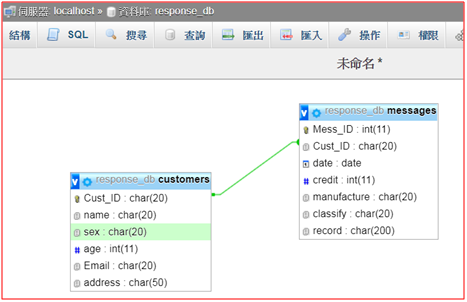 伺服器: localhost » 資料庫: response_db
結構 SQL 搜尋 查詢 匯出 匯入 操作 權限
未命名 *
response_db messages
Mess_ID : int(11)
Cust_ID : char(20)
date : date
credit : int(11)
manufacture : char(20)
classify : char(20)
record : char(200)
response_db customers
Cust_ID : char(20)
name : char(20)
sex : char(20)
age : int(11)
Email : char(20)
address : char(50)